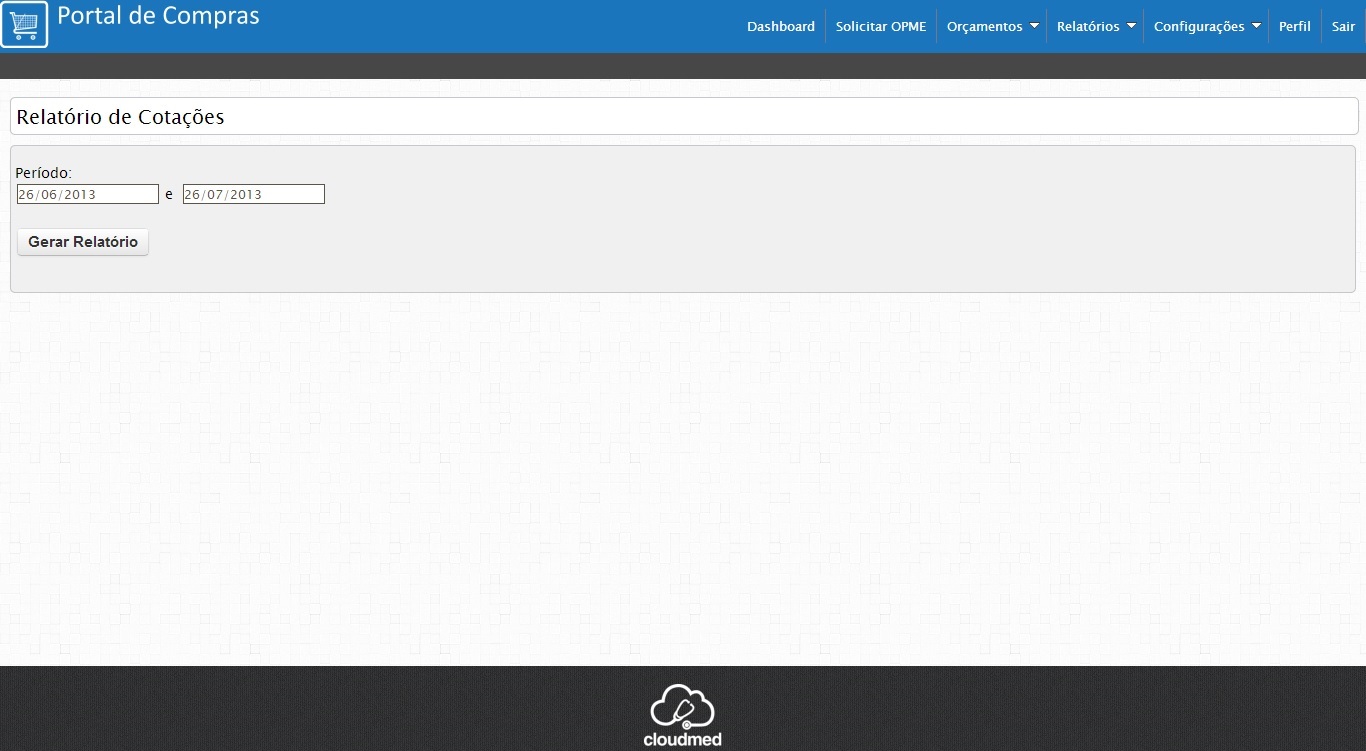 Portal de Compras
Dashboard Solicitar OPME Orçamentos Relatórios Configurações Perfil Sair
Relatório de Cotações
Período:
26/06/2013 e 26/07/2013
Gerar Relatório
cloudmed